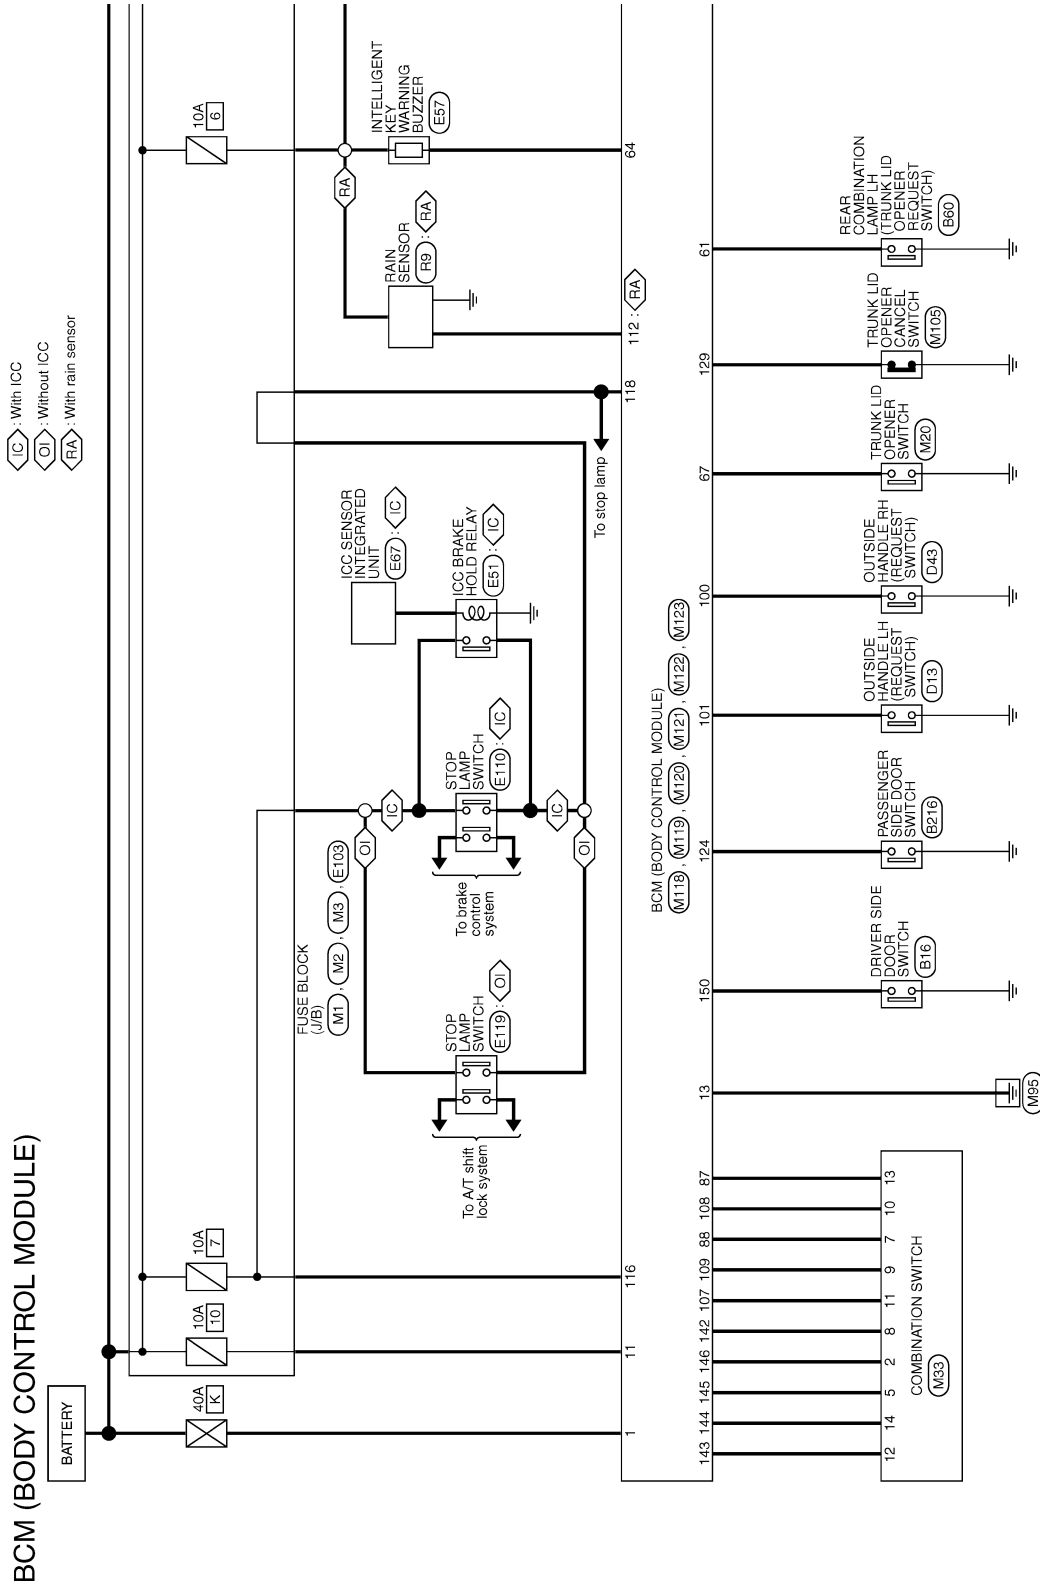 BCM (BODY CONTROL MODULE)
BATTERY
IC : With ICC
OI : Without ICC
RA : With rain sensor
40A
K
10A
10
10A
7
10A
6
FUSE BLOCK
(J/B)
M1 , M2 , M3 , E103
To A/T shift
lock system
STOP
LAMP
SWITCH
E119 : OI
OI
IC
To brake
control
system
STOP
LAMP
SWITCH
E110 : IC
IC
OI
ICC SENSOR
INTEGRATED
UNIT
E67 : IC
ICC BRAKE
HOLD RELAY
E51 : IC
To stop lamp
RAIN
SENSOR
R9 : RA
RA
INTELLIGENT
KEY
WARNING
BUZZER
E57
1
11
116
118
112 : RA
64
BCM (BODY CONTROL MODULE)
M118 , M119 , M120 , M121 , M122 , M123
143
144
145
146
142
107
109
88
108
87
13
150
124
101
100
67
129
61
12
14
5
2
8
11
9
7
10
13
COMBINATION SWITCH
M33
M95
DRIVER SIDE
DOOR
SWITCH
B16
PASSENGER
SIDE DOOR
SWITCH
B216
OUTSIDE
HANDLE LH
(REQUEST
SWITCH)
D13
OUTSIDE
HANDLE RH
(REQUEST
SWITCH)
D43
TRUNK LID
OPENER
SWITCH
M20
TRUNK LID
OPENER
CANCEL
SWITCH
M105
REAR
COMBINATION
LAMP LH
(TRUNK LID
OPENER
REQUEST
SWITCH)
B60